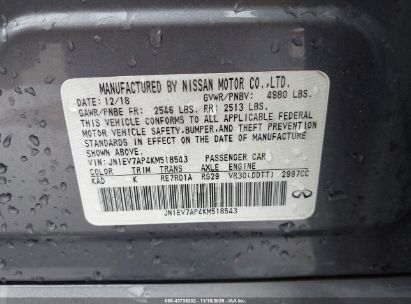 MANUFACTURED BY NISSAN MOTOR CO.,LTD.
DATE: 12/18 GVWR/PNBV: 4980 LBS.
GAWR/PNBE FR: 2546 LBS. RR: 2513 LBS.
THIS VEHICLE CONFORMS TO ALL APPLICABLE FEDERAL
MOTOR VEHICLE SAFETY,BUMPER,AND THEFT PREVENTION
STANDARDS IN EFFECT ON THE DATE OF MANUFACTURE
SHOWN ABOVE.
VIN: JN1EV7AP4KM518543 PASSENGER CAR
COLOR TRIM TRANS AXLE ENGINE
KAD K RE7R01A RG29 VR30(DDTT) 2997CC
JN1EV7AP4KM518543